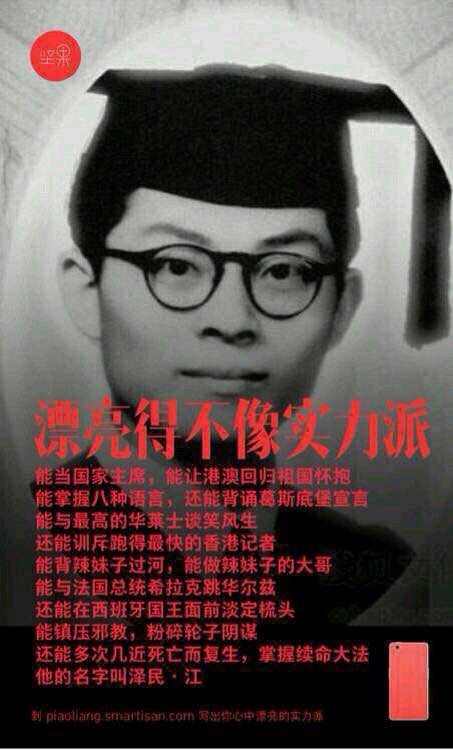 坚果
漂亮得不像实力派
能当国家主席，能让港澳回归祖国怀抱
能掌握八种语言，还能背诵葛斯底堡宣言
能与最高的华莱士谈笑风生
还能训斥跑得最快的香港记者
能背辣妹子过河，能做辣妹子的大哥
能与法国总统希拉克跳华尔兹
还能在西班牙国王面前淡定梳头
能镇压邪教，粉碎轮子阴谋
还能多次几近死亡而复生，掌握续命大法
他的名字叫泽民·江
到 piaoliang.smartisan.com 写出你心中漂亮的实力派